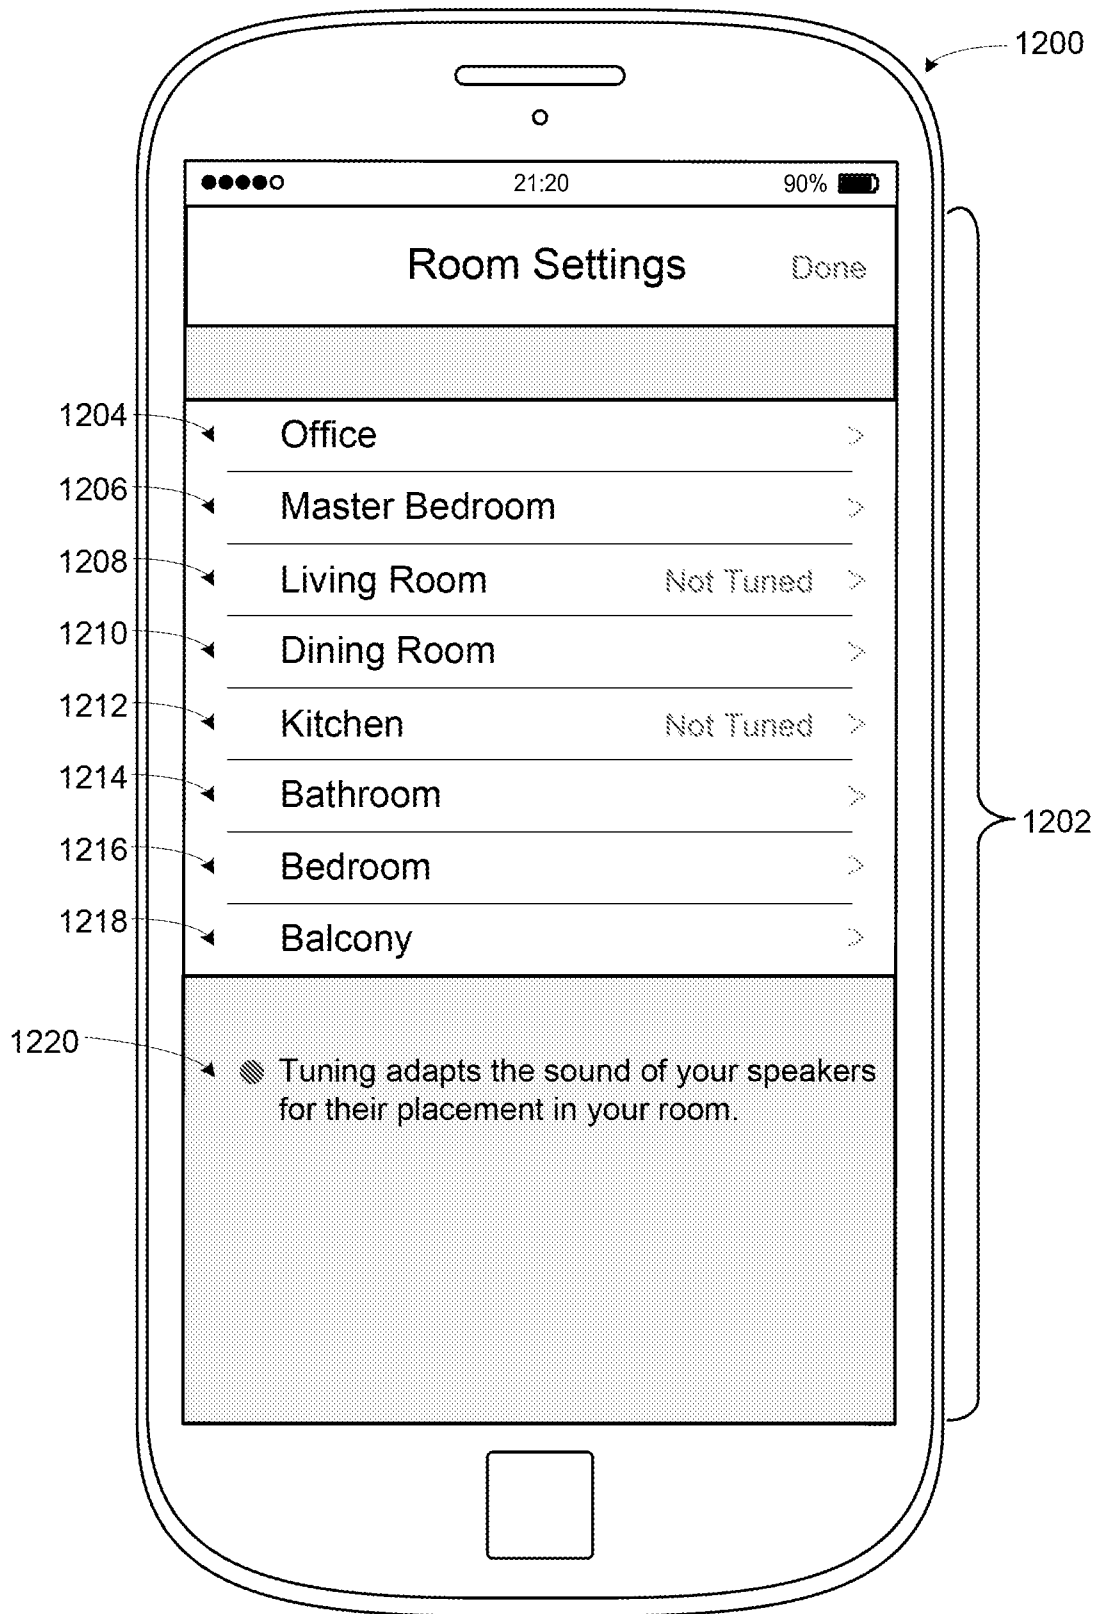 1200
21:20 90%
Room Settings Done
1204 Office >
1206 Master Bedroom >
1208 Living Room Not Tuned >
1210 Dining Room >
1212 Kitchen Not Tuned >
1214 Bathroom >
1202
1216 Bedroom >
1218 Balcony >
1220 Tuning adapts the sound of your speakers
for their placement in your room.